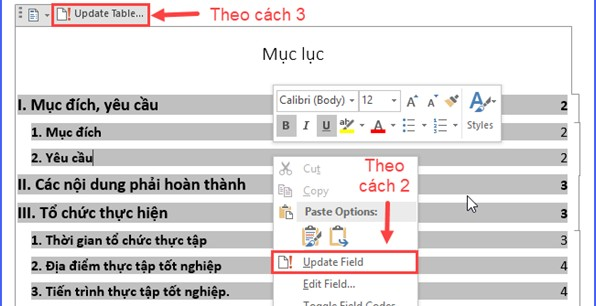 Update Table... Theo cách 3
Mục lục
Calibri (Body) 12 A A A
B I U ab A Styles
I. Mục đích, yêu cầu 2
1. Mục đích 2
2. Yêu cầu 2
II. Các nội dung phải hoàn thành 3
III. Tổ chức thực hiện 3
1. Thời gian tổ chức thực tập 3
2. Địa điểm thực tập tốt nghiệp 4
3. Tiến trình thực tập tốt nghiệp. 4
Cut
Copy
Theo
cách 2
Paste Options:
A
Update Field
Edit Field...
Toggle Field Codes